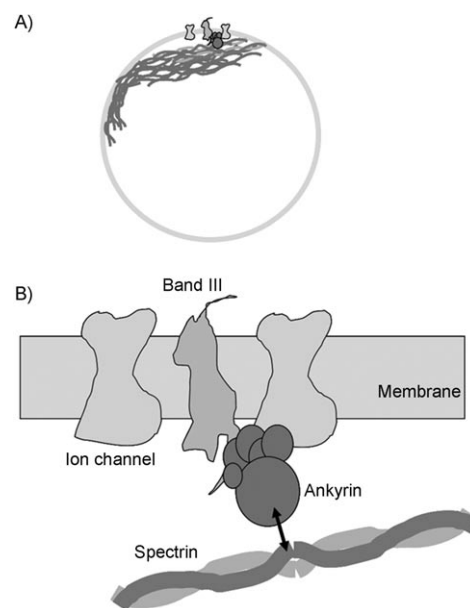 A)
B)
Band III
Membrane
Ion channel
Ankyrin
Spectrin